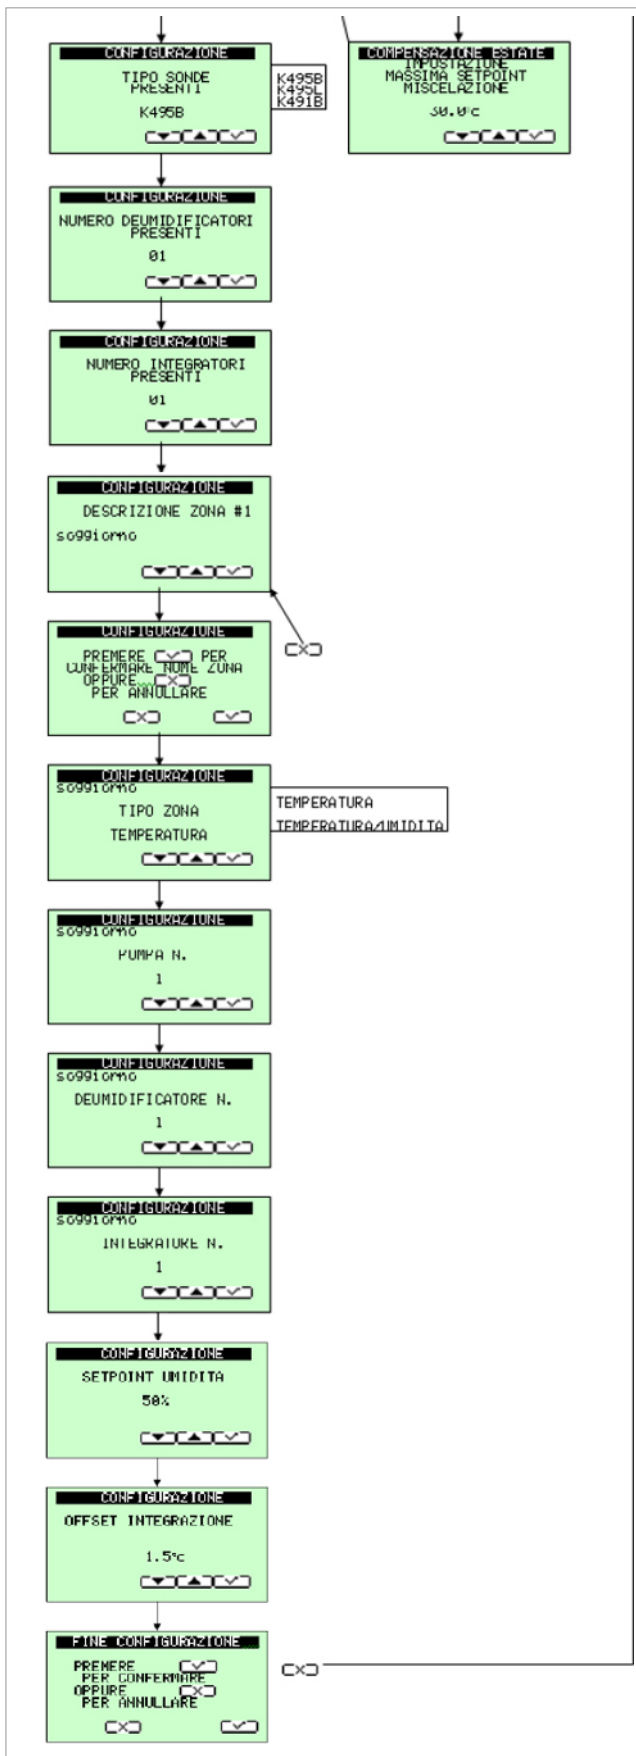 CONFIGURAZIONE
TIPO SONDE
PRESENTI
K495B
K495B
K495L
K491B
COMPENSAZIONE ESTATE
IMPOSTAZIONE
MASSIMA SETPOINT
MISCELAZIONE
30.0°c
CONFIGURAZIONE
NUMERO DEUMIDIFICATORI
PRESENTI
01
CONFIGURAZIONE
NUMERO INTEGRATORI
PRESENTI
01
CONFIGURAZIONE
DESCRIZIONE ZONA #1
soggiorno
CONFIGURAZIONE
PREMERE PER
CONFERMARE NOME ZONA
OPPURE
PER ANNULLARE
CONFIGURAZIONE
soggiorno
TIPO ZONA
TEMPERATURA
TEMPERATURA
TEMPERATURA/UMIDITA
CONFIGURAZIONE
soggiorno
POMPA N.
1
CONFIGURAZIONE
soggiorno
DEUMIDIFICATORE N.
1
CONFIGURAZIONE
soggiorno
INTEGRATORE N.
1
CONFIGURAZIONE
SETPOINT UMIDITA
50%
CONFIGURAZIONE
OFFSET INTEGRAZIONE
1.5°c
FINE CONFIGURAZIONE
PREMERE
PER CONFERMARE
OPPURE
PER ANNULLARE